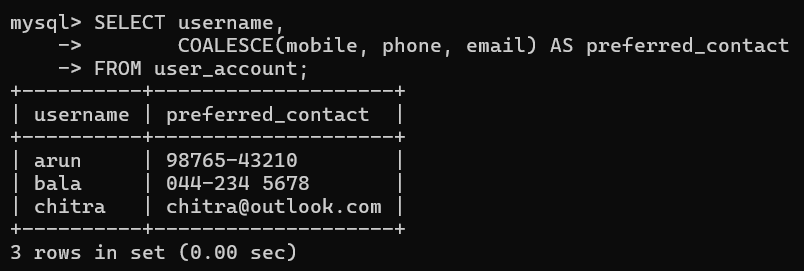 mysql> SELECT username,
    ->        COALESCE(mobile, phone, email) AS preferred_contact
    -> FROM user_account;
+----------+--------------------+
| username | preferred_contact  |
+----------+--------------------+
| arun     | 98765-43210        |
| bala     | 044-234 5678       |
| chitra   | chitra@outlook.com |
+----------+--------------------+
3 rows in set (0.00 sec)